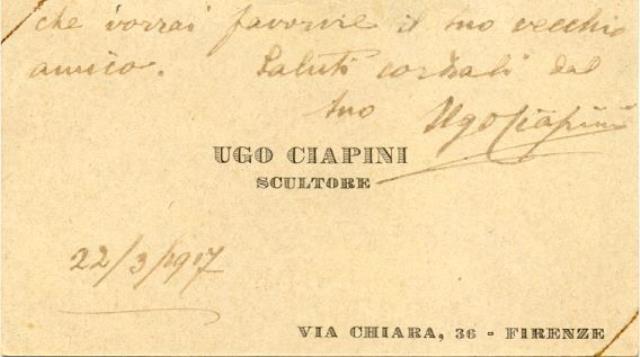 che vorrai favorire il tuo vecchio
amico. Saluti cordiali dal
tuo Ugo Ciapini
UGO CIAPINI
SCULTORE
22/3/1917
VIA CHIARA, 36 - FIRENZE